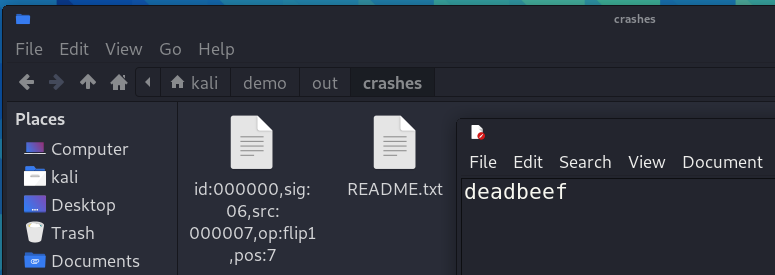 crashes
File Edit View Go Help
kali demo out crashes
Places
Computer
kali
Desktop
Trash
Documents
id:000000,sig:
06,src:
000007,op:flip1
,pos:7
README.txt
File Edit Search View Document
deadbeef